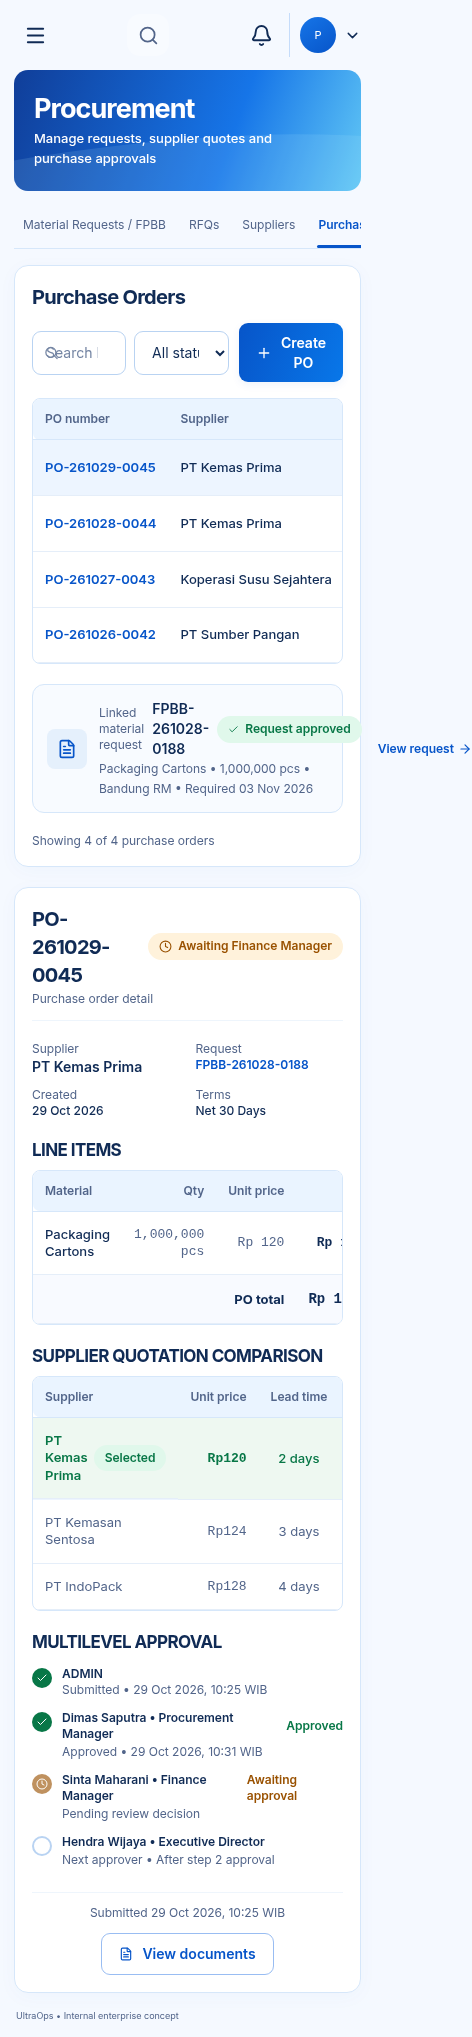 P
Procurement
Manage requests, supplier quotes and
purchase approvals
Material Requests / FPBB RFQs Suppliers Purchas
Purchase Orders
Search All statu Create
PO
PO number Supplier
PO-261029-0045 PT Kemas Prima
PO-261028-0044 PT Kemas Prima
PO-261027-0043 Koperasi Susu Sejahtera
PO-261026-0042 PT Sumber Pangan
Linked
material
request
FPBB-
261028-
0188
Request approved
Packaging Cartons • 1,000,000 pcs •
Bandung RM • Required 03 Nov 2026
View request →
Showing 4 of 4 purchase orders
PO-
261029-
0045
Awaiting Finance Manager
Purchase order detail
Supplier Request
PT Kemas Prima FPBB-261028-0188
Created Terms
29 Oct 2026 Net 30 Days
LINE ITEMS
Material Qty Unit price
Packaging
Cartons
1,000,000
pcs
Rp 120 Rp
PO total Rp 1
SUPPLIER QUOTATION COMPARISON
Supplier Unit price Lead time
PT
Kemas
Prima
Selected Rp120 2 days
PT Kemasan
Sentosa
Rp124 3 days
PT IndoPack Rp128 4 days
MULTILEVEL APPROVAL
ADMIN
Submitted • 29 Oct 2026, 10:25 WIB
Dimas Saputra • Procurement
Manager
Approved
Approved • 29 Oct 2026, 10:31 WIB
Sinta Maharani • Finance
Manager
Awaiting
approval
Pending review decision
Hendra Wijaya • Executive Director
Next approver • After step 2 approval
Submitted 29 Oct 2026, 10:25 WIB
View documents
UltraOps • Internal enterprise concept